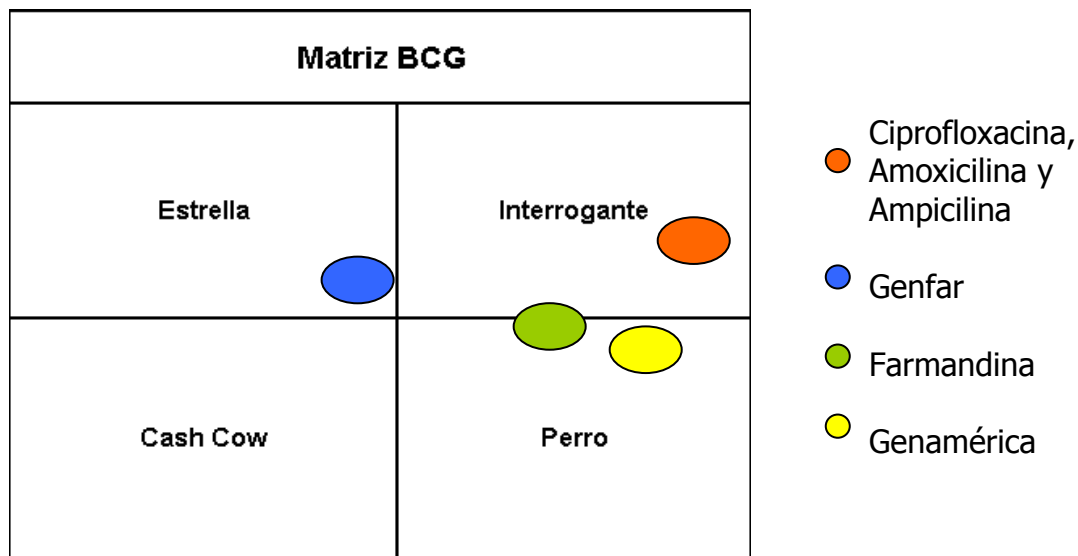 Matriz BCG
Estrella
Interrogante
Cash Cow
Perro
Ciprofloxacina,
Amoxicilina y
Ampicilina
Genfar
Farmandina
Genamérica